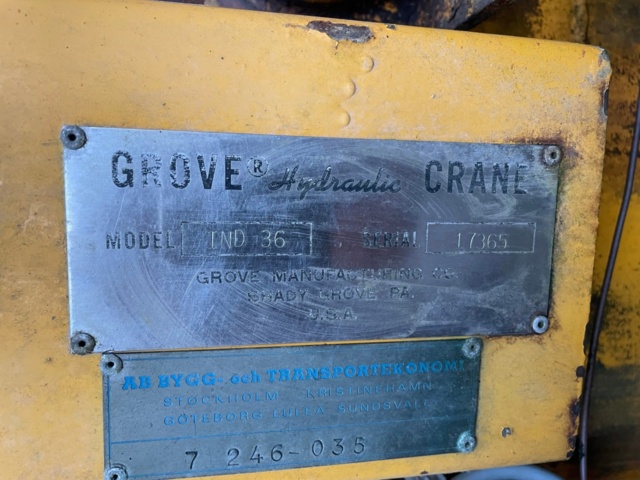 GROVE® Hydraulic CRANE
MODEL IND 36 SERIAL 17365
GROVE MANUFACTURING CO.
SHADY GROVE PA.
U.S.A.
AB BYGG- och TRANSPORTEKONOMI
STOCKHOLM KRISTINEHAMN
GÖTEBORG LULEÅ SUNDSVALL
7 246-035